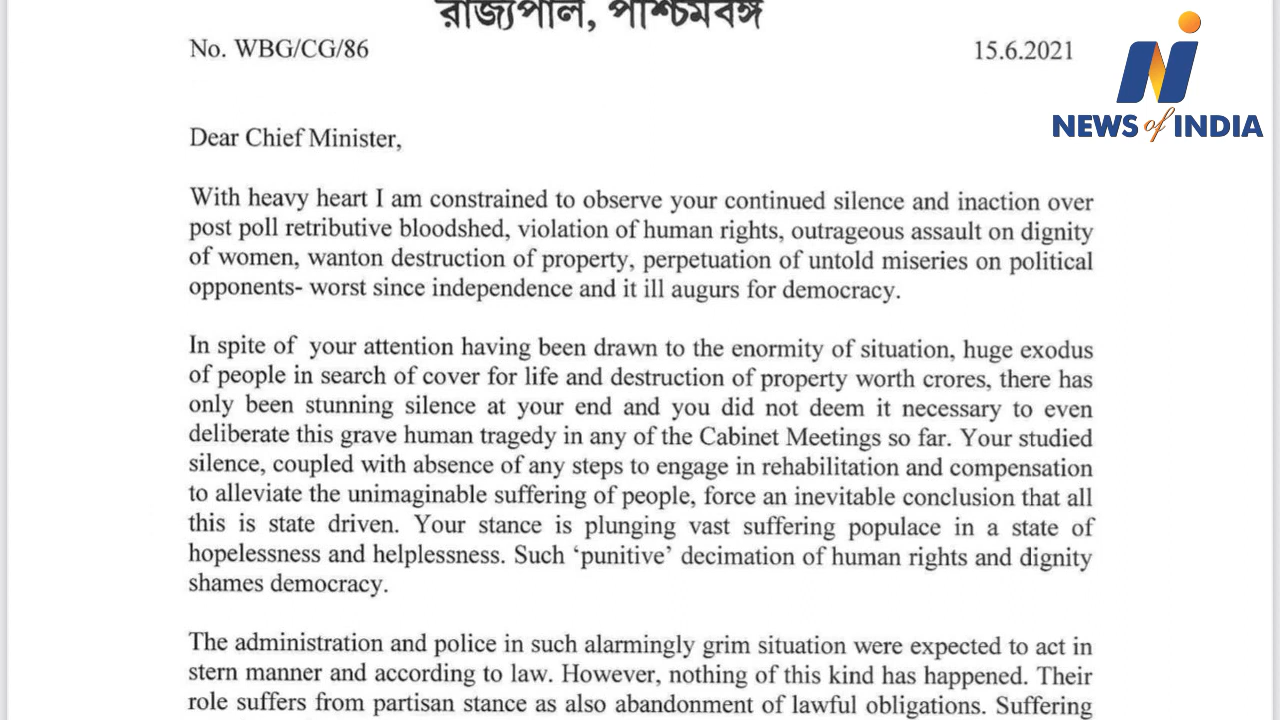 রাজ্যপাল, পশ্চিমবঙ্গ
No. WBG/CG/86
15.6.2021
NEWS of INDIA
Dear Chief Minister,
With heavy heart I am constrained to observe your continued silence and inaction over
post poll retributive bloodshed, violation of human rights, outrageous assault on dignity
of women, wanton destruction of property, perpetuation of untold miseries on political
opponents- worst since independence and it ill augurs for democracy.
In spite of your attention having been drawn to the enormity of situation, huge exodus
of people in search of cover for life and destruction of property worth crores, there has
only been stunning silence at your end and you did not deem it necessary to even
deliberate this grave human tragedy in any of the Cabinet Meetings so far. Your studied
silence, coupled with absence of any steps to engage in rehabilitation and compensation
to alleviate the unimaginable suffering of people, force an inevitable conclusion that all
this is state driven. Your stance is plunging vast suffering populace in a state of
hopelessness and helplessness. Such ‘punitive’ decimation of human rights and dignity
shames democracy.
The administration and police in such alarmingly grim situation were expected to act in
stern manner and according to law. However, nothing of this kind has happened. Their
role suffers from partisan stance as also abandonment of lawful obligations. Suffering